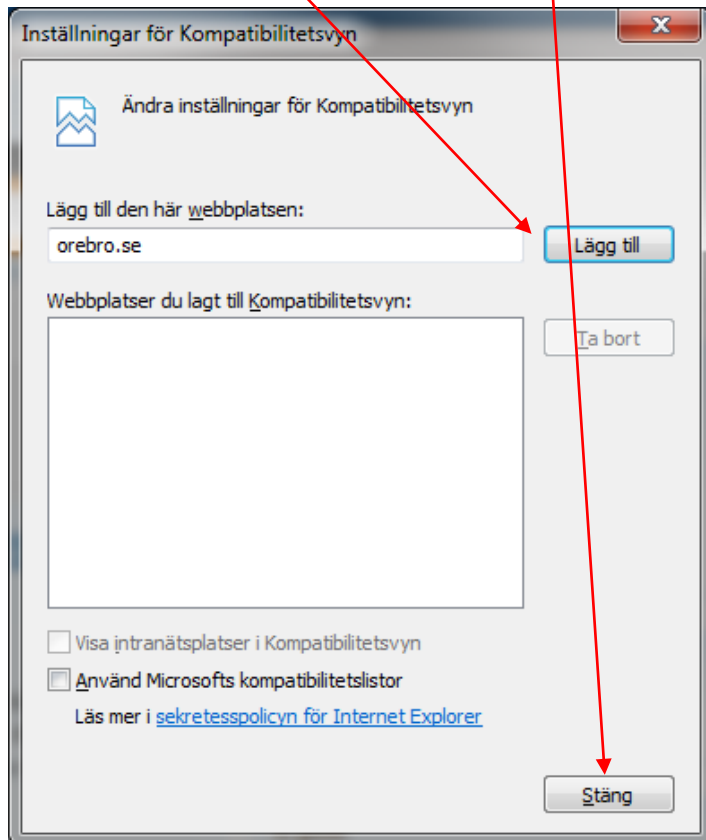 Inställningar för Kompatibilitetsvyn
Ändra inställningar för Kompatibilitetsvyn
Lägg till den här webbplatsen:
orebro.se
Lägg till
Webbplatser du lagt till Kompatibilitetsvyn:
Ta bort
Visa intranätsplatser i Kompatibilitetsvyn
Använd Microsofts kompatibilitetslistor
Läs mer i sekretesspolicyn för Internet Explorer
Stäng